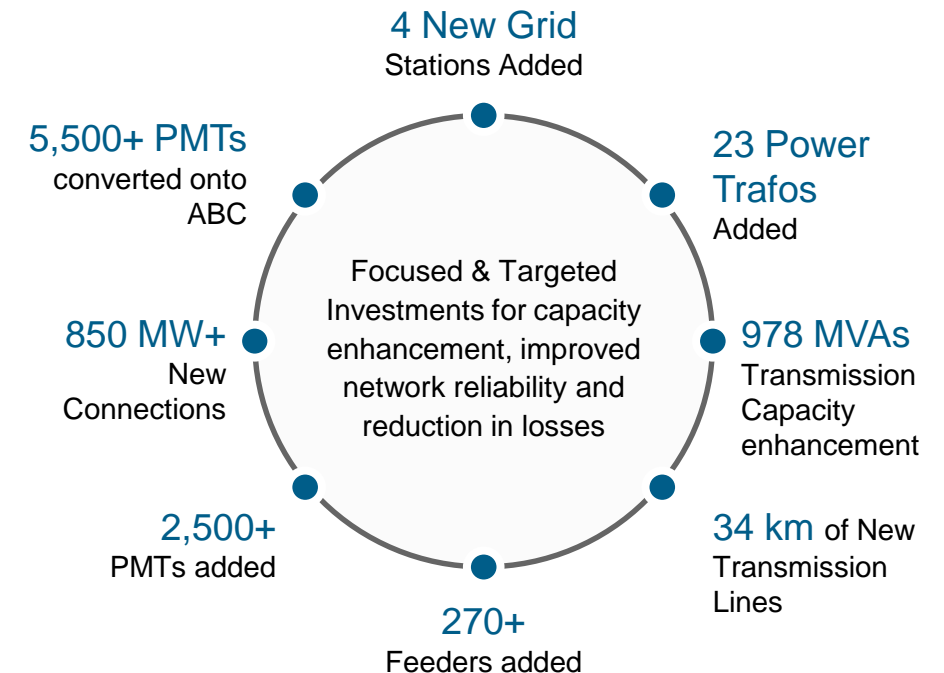 4 New Grid
Stations Added
23 Power
Trafos
Added
978 MVAs
Transmission
Capacity
enhancement
34 km of New
Transmission
Lines
270+
Feeders added
2,500+
PMTs added
850 MW+
New
Connections
5,500+ PMTs
converted onto
ABC
Focused & Targeted
Investments for capacity
enhancement, improved
network reliability and
reduction in losses